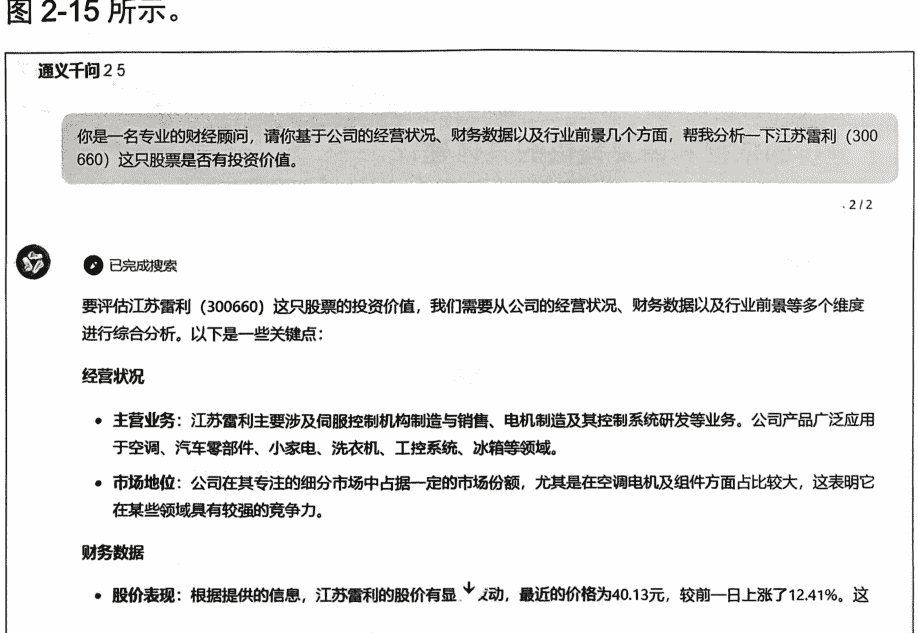 图 2-15 所示。
通义千问25
你是一名专业的财经顾问，请你基于公司的经营状况、财务数据以及行业前景几个方面，帮我分析一下江苏雷利（300
660）这只股票是否有投资价值。
2/2
已完成搜索
要评估江苏雷利（300660）这只股票的投资价值，我们需要从公司的经营状况、财务数据以及行业前景等多个维度
进行综合分析。以下是一些关键点：
经营状况
• 主营业务：江苏雷利主要涉及伺服控制机构制造与销售、电机制造及其控制系统研发等业务。公司产品广泛应用
于空调、汽车零部件、小家电、洗衣机、工控系统、冰箱等领域。
• 市场地位：公司在其专注的细分市场中占据一定的市场份额，尤其是在空调电机及组件方面占比较大，这表明它
在某些领域具有较强的竞争力。
财务数据
• 股价表现：根据提供的信息，江苏雷利的股价有显 动，最近的价格为40.13元，较前一日上涨了12.41%。这